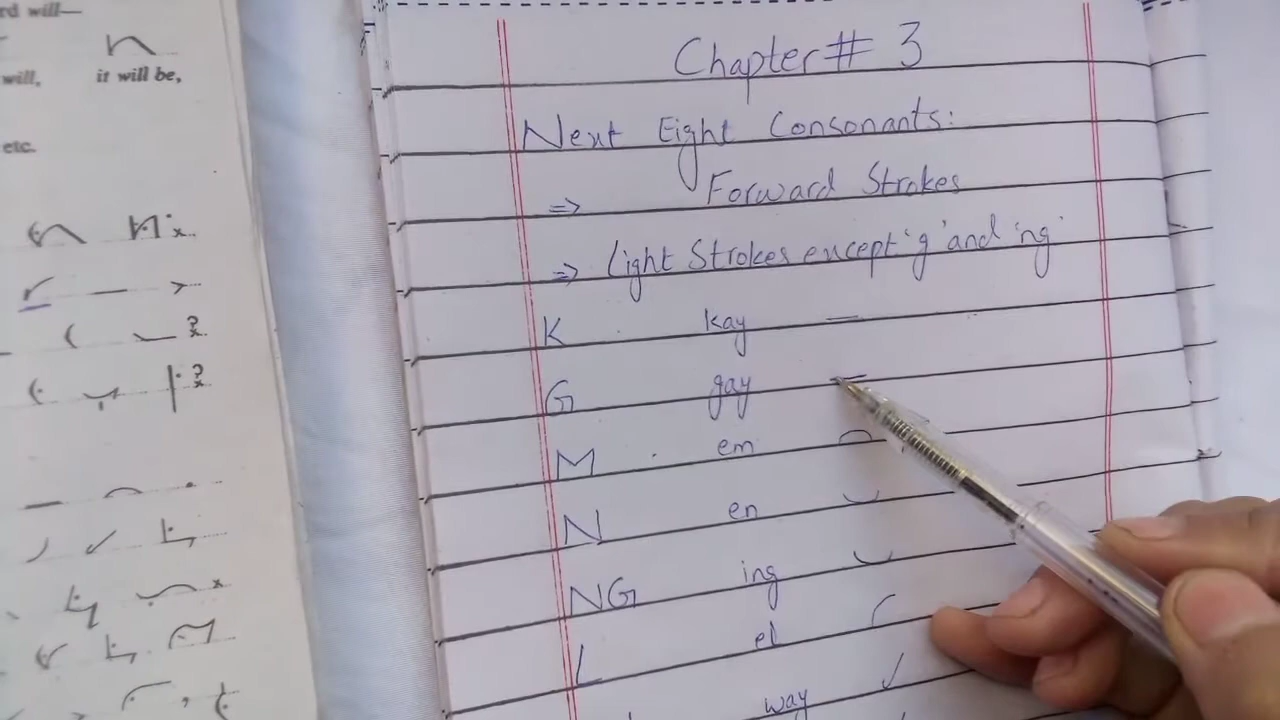 rd will—
will, it will be,
etc.
Chapter # 3
Next Eight Consonants:
⇒ Forward Strokes
⇒ Light Strokes except 'g' and 'ng'
K kay
G gay
M em
N en
NG ing
L el
way